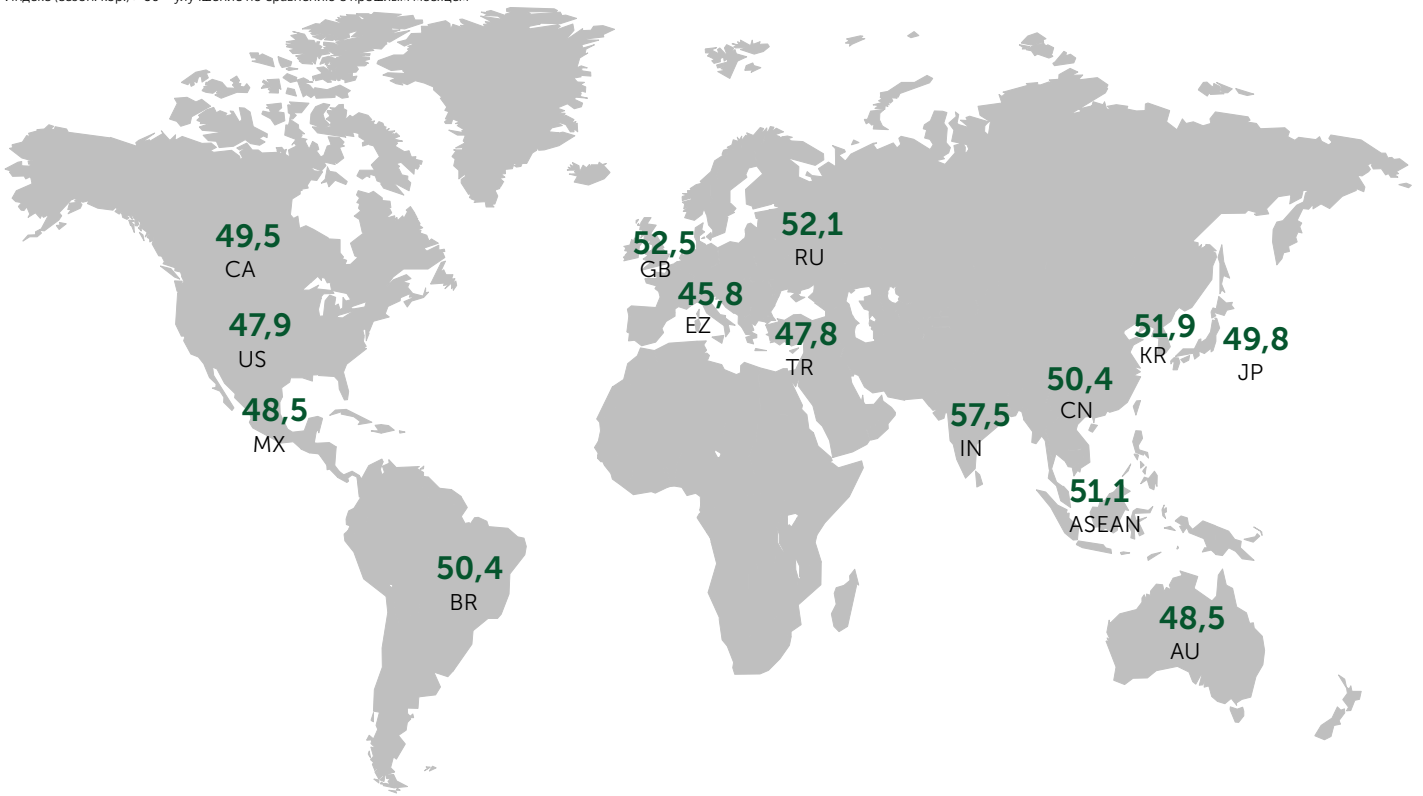 49,5
CA
47,9
US
48,5
MX
50,4
BR
52,5
GB
45,8
EZ
52,1
RU
47,8
TR
57,5
IN
50,4
CN
51,9
KR
49,8
JP
51,1
ASEAN
48,5
AU